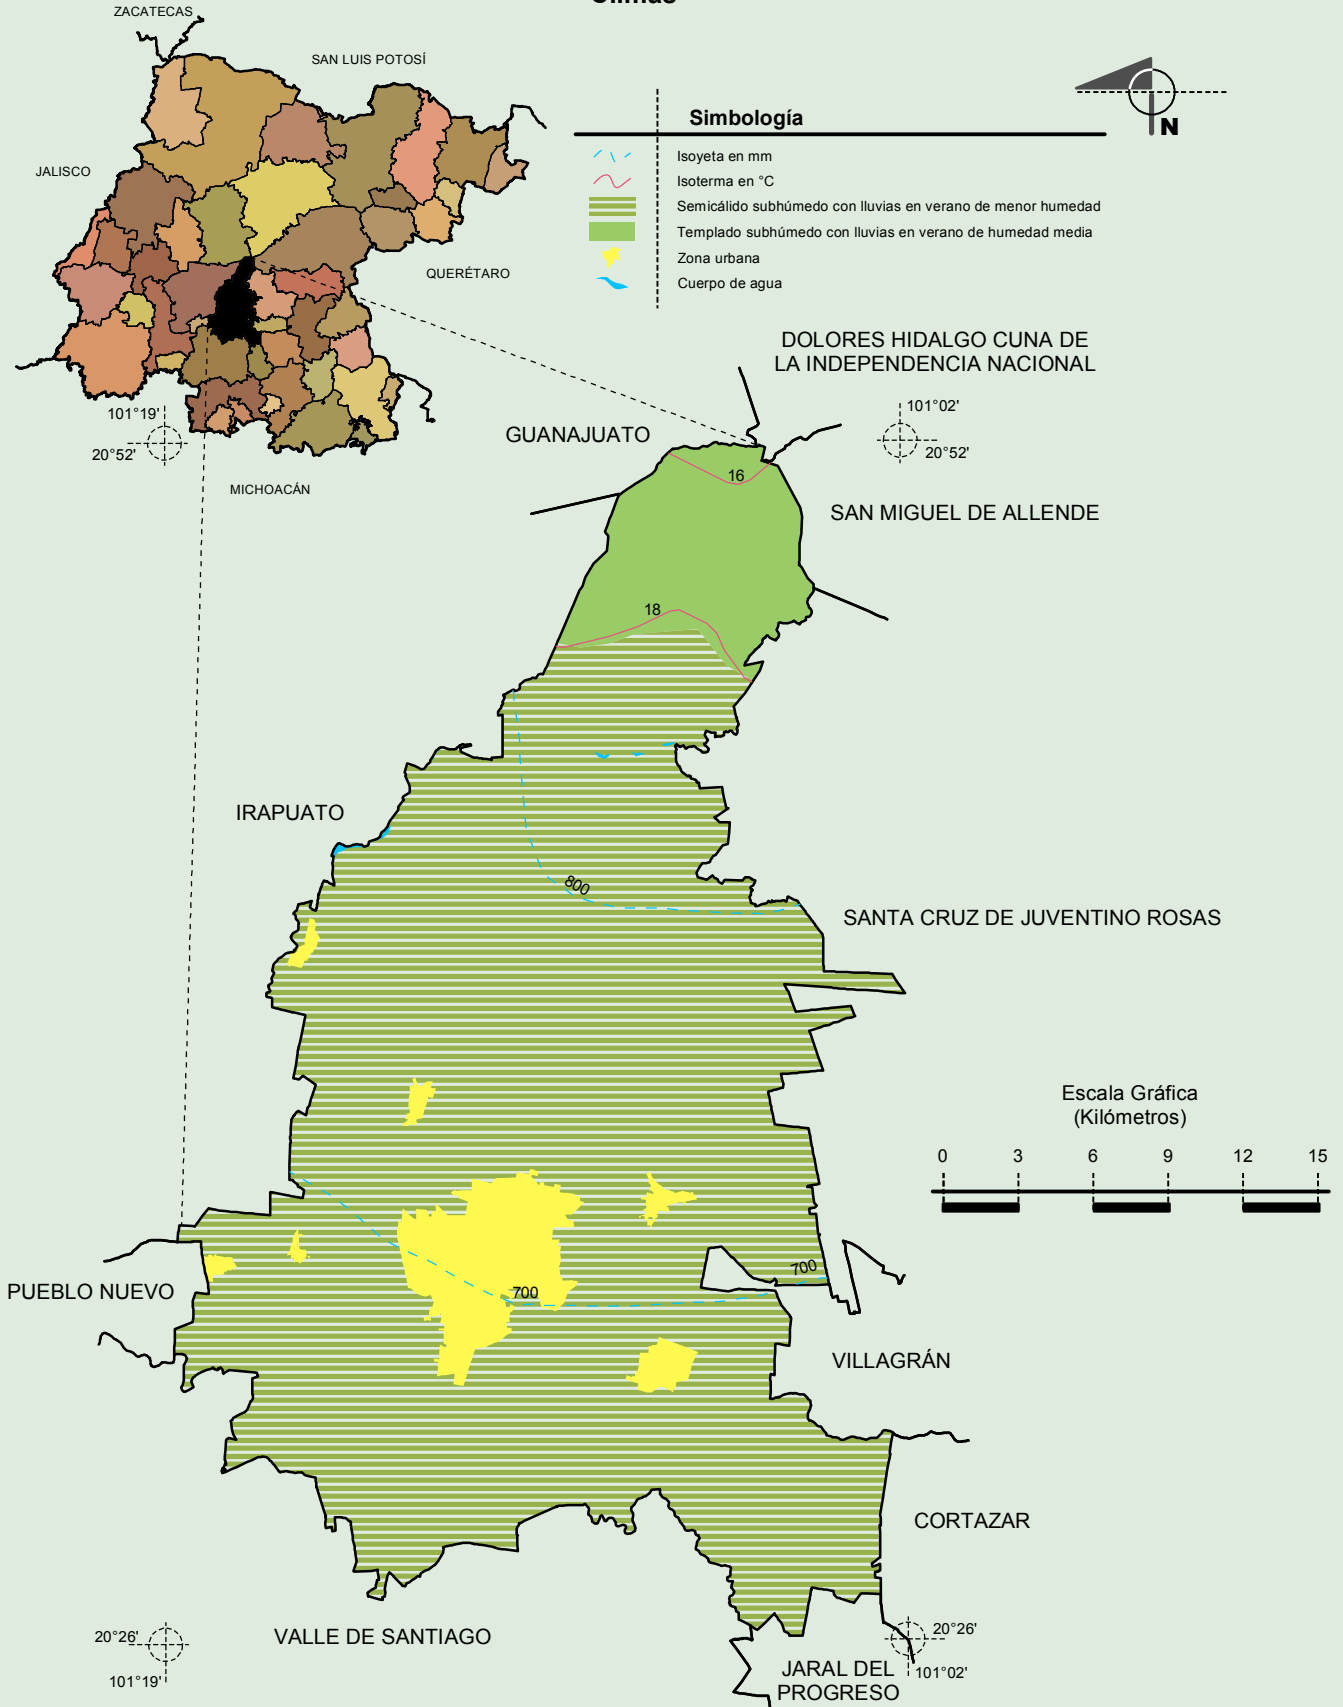 ZACATECAS
SAN LUIS POTOSÍ
JALISCO
QUERÉTARO
MICHOACÁN
Simbología
Isoyeta en mm
Isoterma en °C
Semicálido subhúmedo con lluvias en verano de menor humedad
Templado subhúmedo con lluvias en verano de humedad media
Zona urbana
Cuerpo de agua
N
101°19'
20°52'
101°02'
20°52'
DOLORES HIDALGO CUNA DE
LA INDEPENDENCIA NACIONAL
GUANAJUATO
16
SAN MIGUEL DE ALLENDE
18
IRAPUATO
800
SANTA CRUZ DE JUVENTINO ROSAS
Escala Gráfica
(Kilómetros)
0 3 6 9 12 15
PUEBLO NUEVO
700
700
VILLAGRÁN
CORTAZAR
VALLE DE SANTIAGO
JARAL DEL
PROGRESO
20°26'
101°19'
20°26'
101°02'